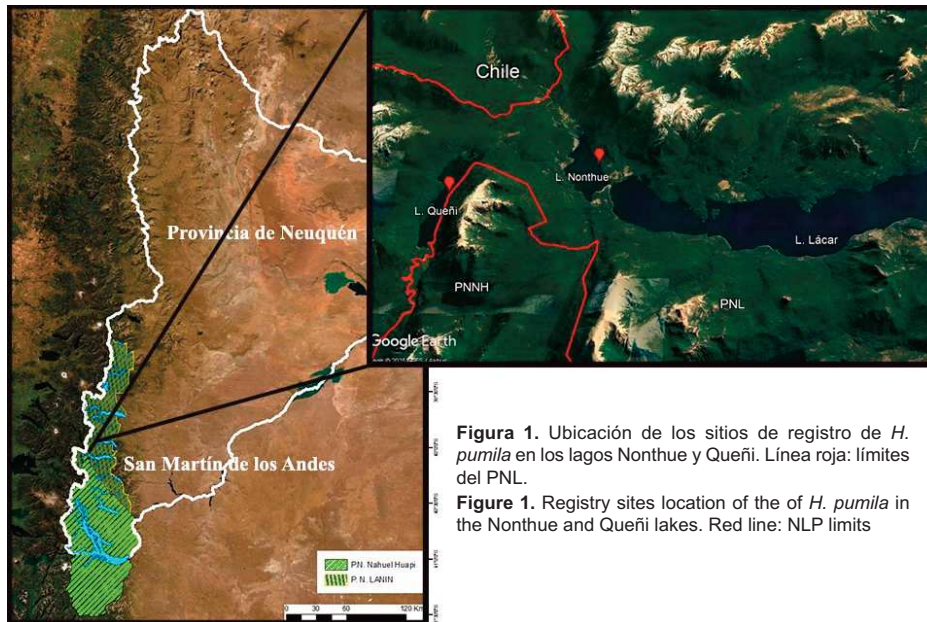 Chile
L. Nonthue
L. Queñi
L. Lácar
PNNH
PNL
Google Earth
Provincia de Neuquén
San Martín de los Andes
P.N. Nahuel Huapi
P. N. LANIN
0 30 60 120 Km
Figura 1. Ubicación de los sitios de registro de H.
pumila en los lagos Nonthue y Queñi. Línea roja: límites
del PNL.
Figure 1. Registry sites location of the of H. pumila in
the Nonthue and Queñi lakes. Red line: NLP limits